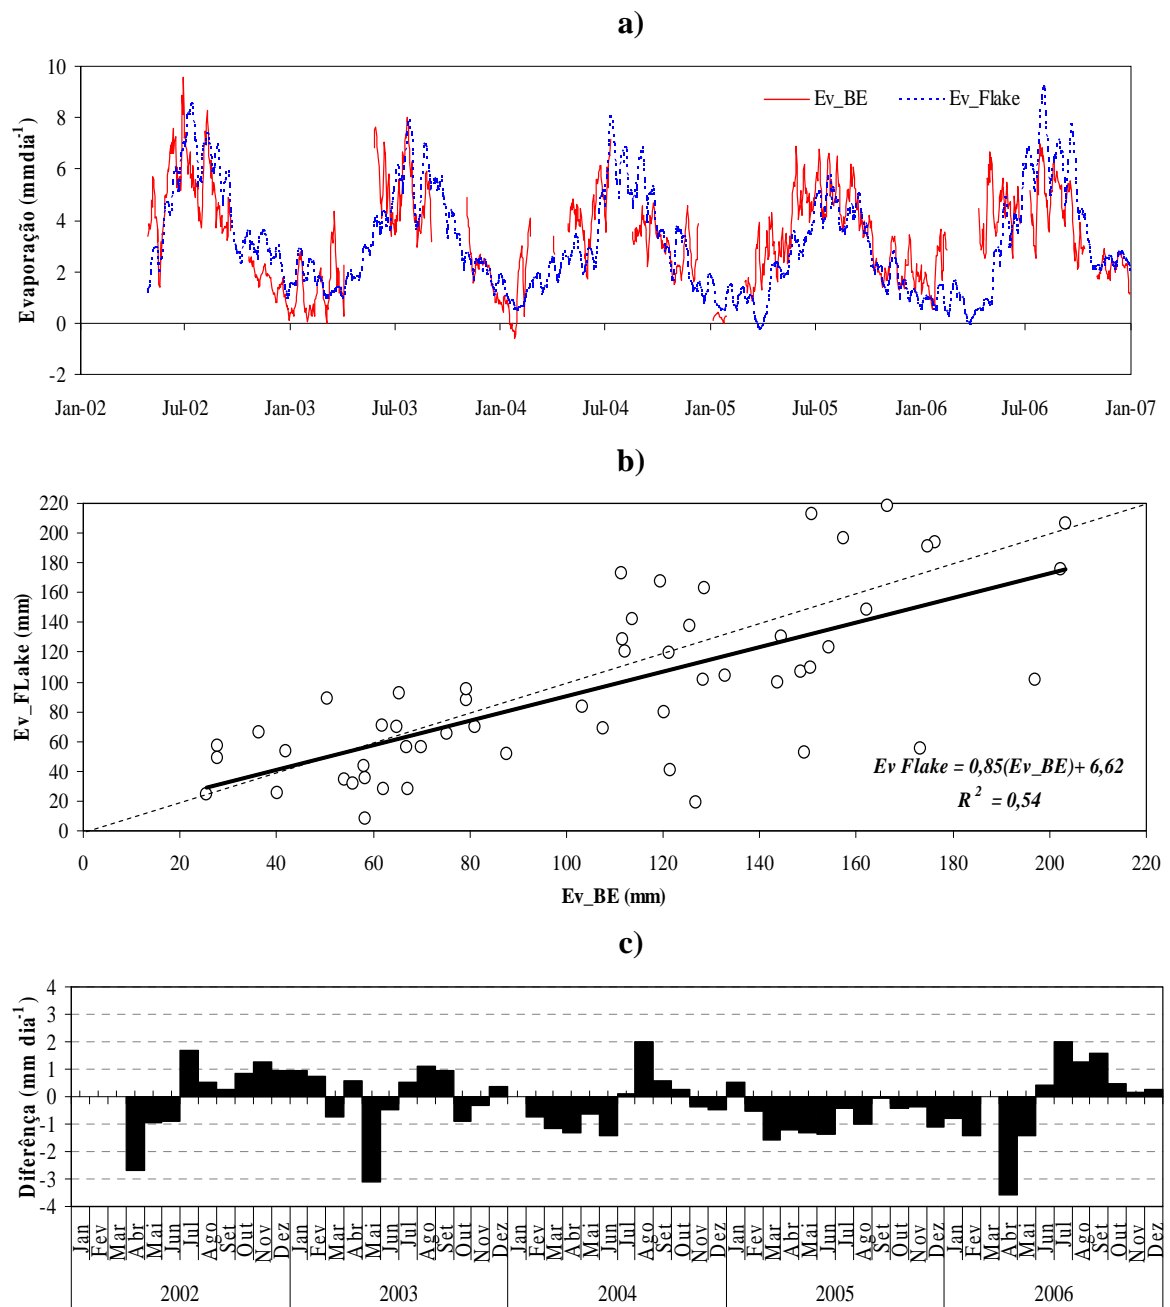 a)
Evaporação (mmdia-1)
10
8
6
4
2
0
-2
Ev_BE Ev_Flake
Jan-02 Jul-02 Jan-03 Jul-03 Jan-04 Jul-04 Jan-05 Jul-05 Jan-06 Jul-06 Jan-07
b)
Ev_FLake (mm)
220
200
180
160
140
120
100
80
60
40
20
0
Ev Flake = 0,85(Ev_BE)+ 6,62
R2 = 0,54
0 20 40 60 80 100 120 140 160 180 200 220
Ev_BE (mm)
c)
Diferênça (mm dia-1)
4
3
2
1
0
-1
-2
-3
-4
Jan Fev Mar Abr Mai Jun Jul Ago Set Out Nov Dez Jan Fev Mar Abr Mai Jun Jul Ago Set Out Nov Dez Jan Fev Mar Abr Mai Jun Jul Ago Set Out Nov Dez Jan Fev Mar Abr Mai Jun Jul Ago Set Out Nov Dez Jan Fev Mar Abr Mai Jun Jul Ago Set Out Nov Dez
2002 2003 2004 2005 2006